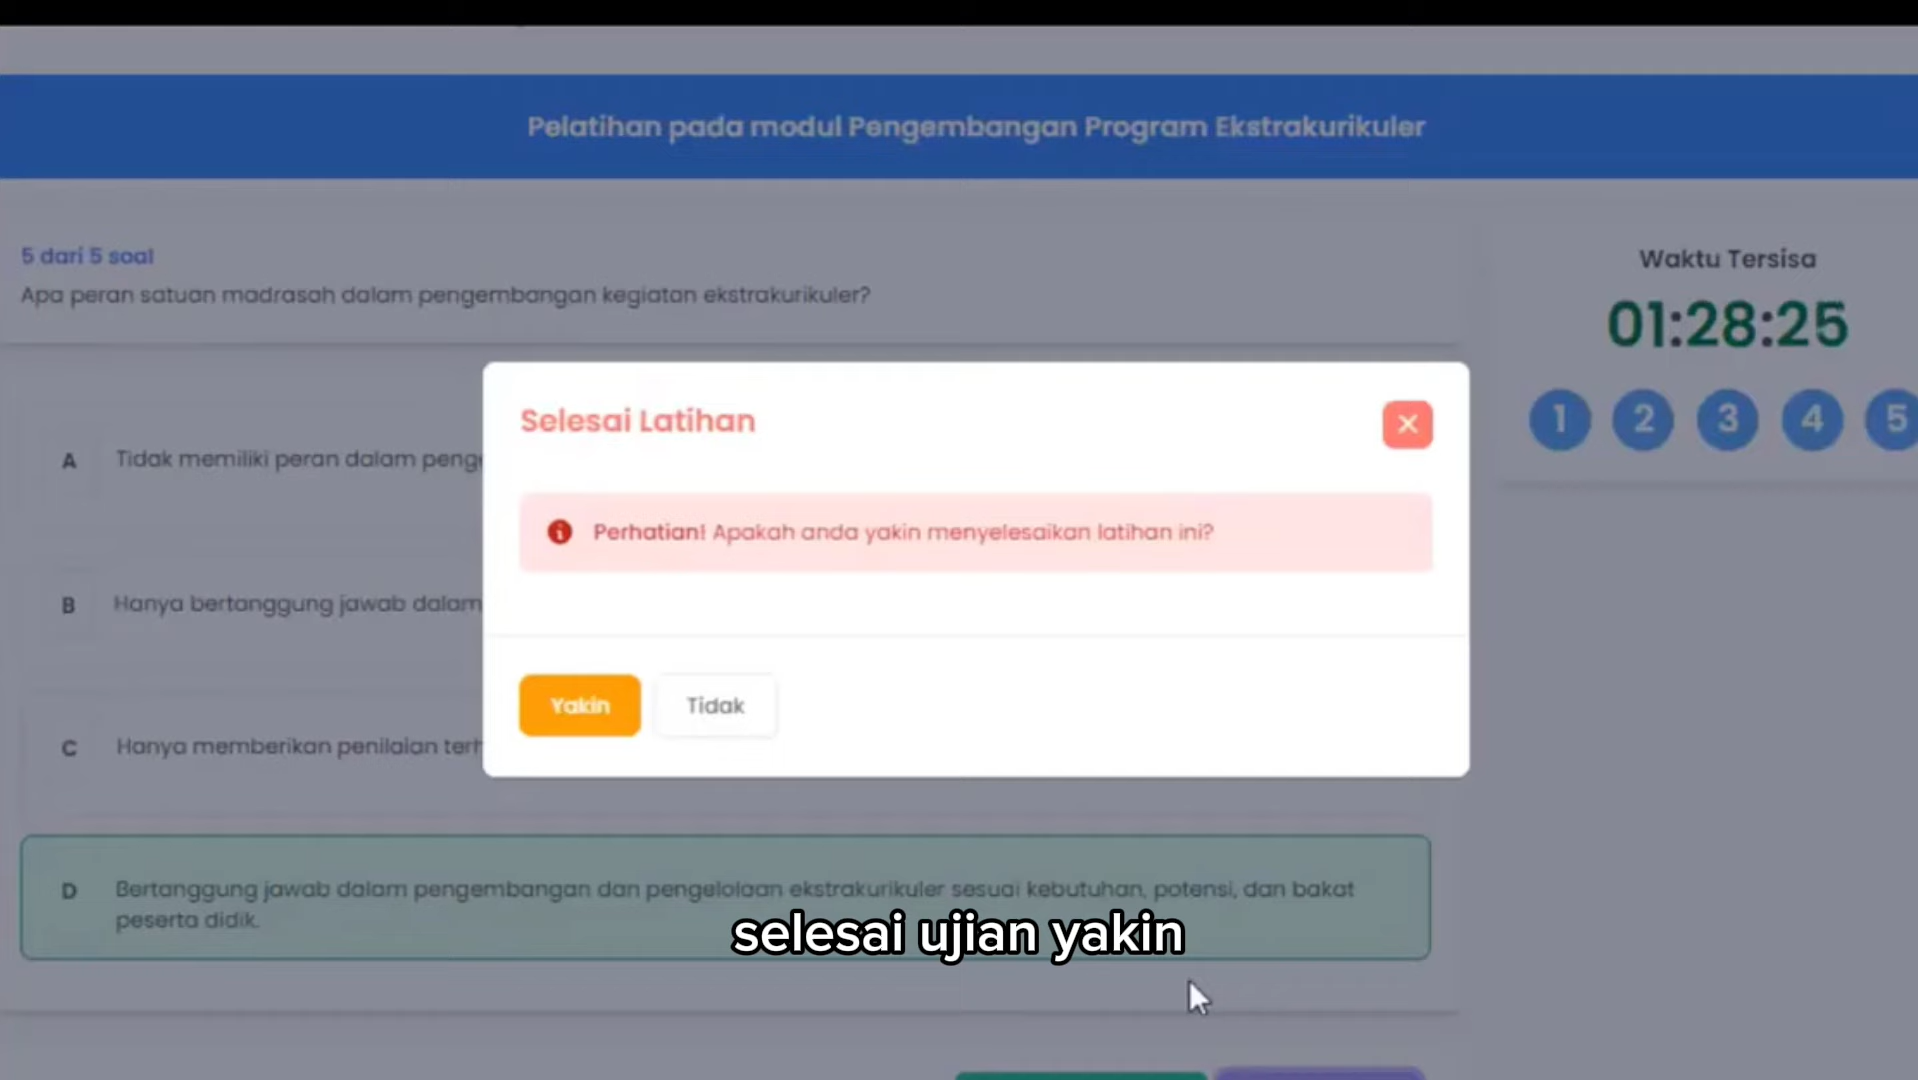 Pelatihan pada modul Pengembangan Program Ekstrakurikuler
5 dari 5 soal
Apa peran satuan madrasah dalam pengembangan kegiatan ekstrakurikuler?
Waktu Tersisa
01:28:25
1 2 3 4 5
Selesai Latihan
Perhatian! Apakah anda yakin menyelesaikan latihan ini?
Yakin Tidak
A Tidak memiliki peran dalam
B Hanya bertanggung jawab dalam
C Hanya memberikan penilaian
D Bertanggung jawab dalam pengembangan dan pengelolaan ekstrakurikuler sesuai kebutuhan, potensi, dan bakat
peserta didik.
selesai ujian yakin